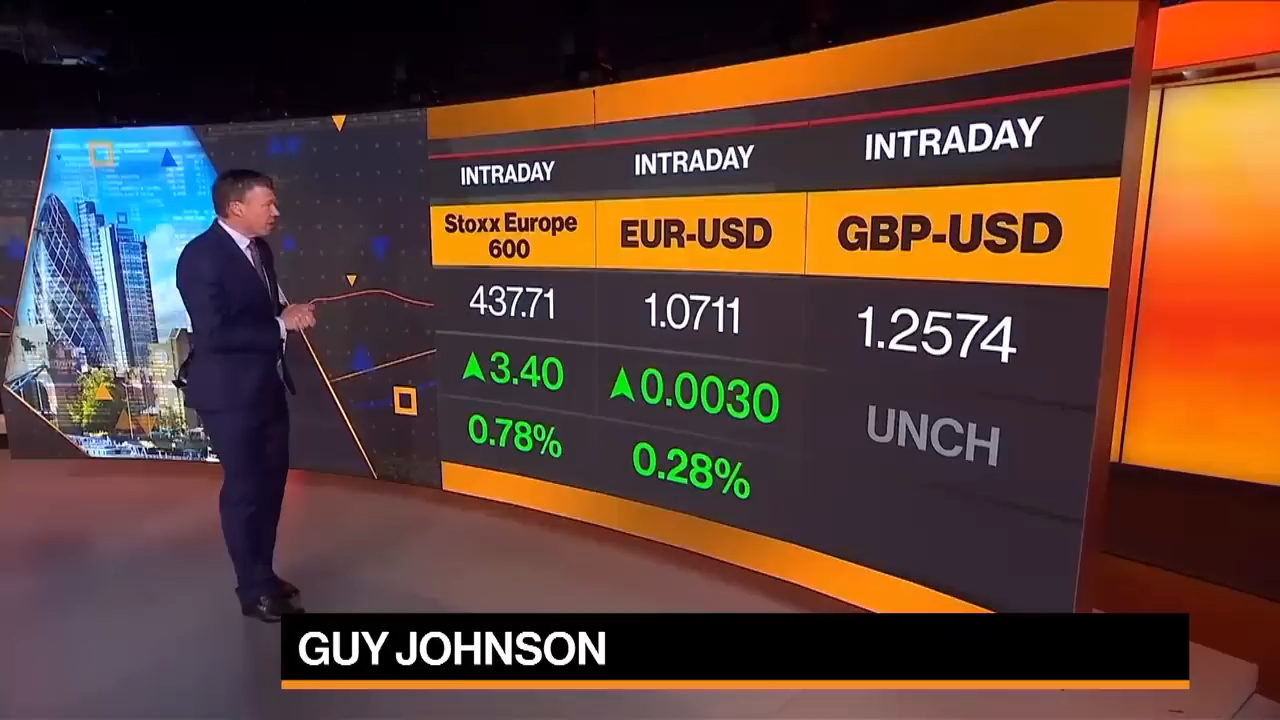 INTRADAY
INTRADAY
INTRADAY
Stoxx Europe
600
EUR-USD
GBP-USD
437.71
1.0711
1.2574
▲3.40
▲0.0030
UNCH
0.78%
0.28%
GUY JOHNSON